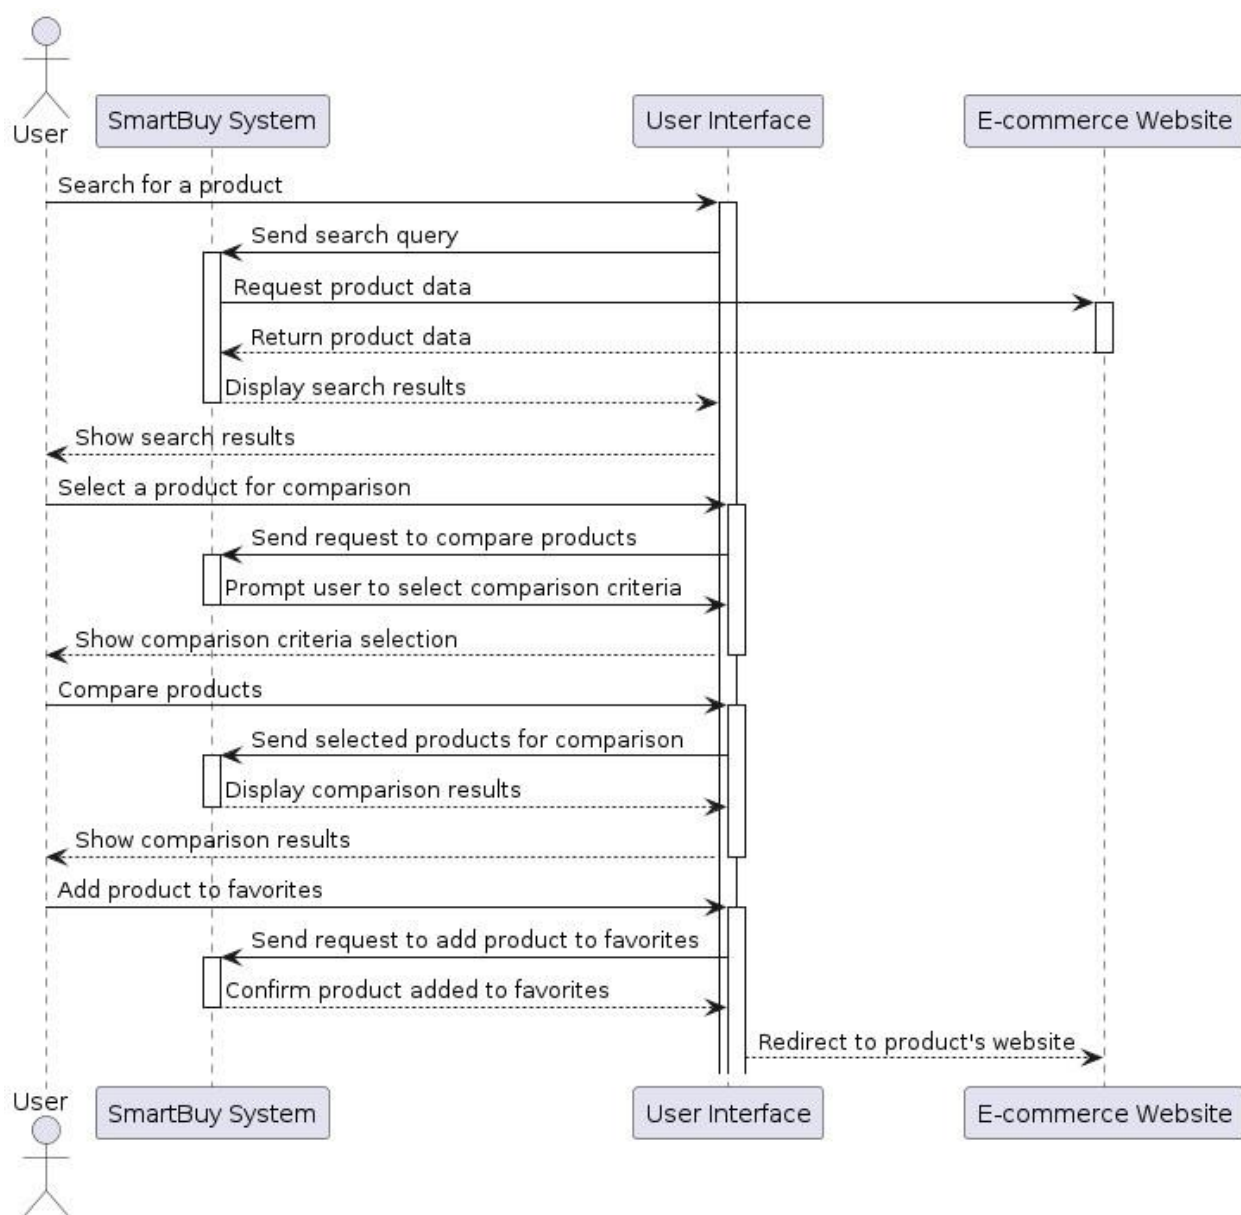 User
SmartBuy System
User Interface
E-commerce Website
Search for a product
Send search query
Request product data
Return product data
Display search results
Show search results
Select a product for comparison
Send request to compare products
Prompt user to select comparison criteria
Show comparison criteria selection
Compare products
Send selected products for comparison
Display comparison results
Show comparison results
Add product to favorites
Send request to add product to favorites
Confirm product added to favorites
Redirect to product's website
User
SmartBuy System
User Interface
E-commerce Website